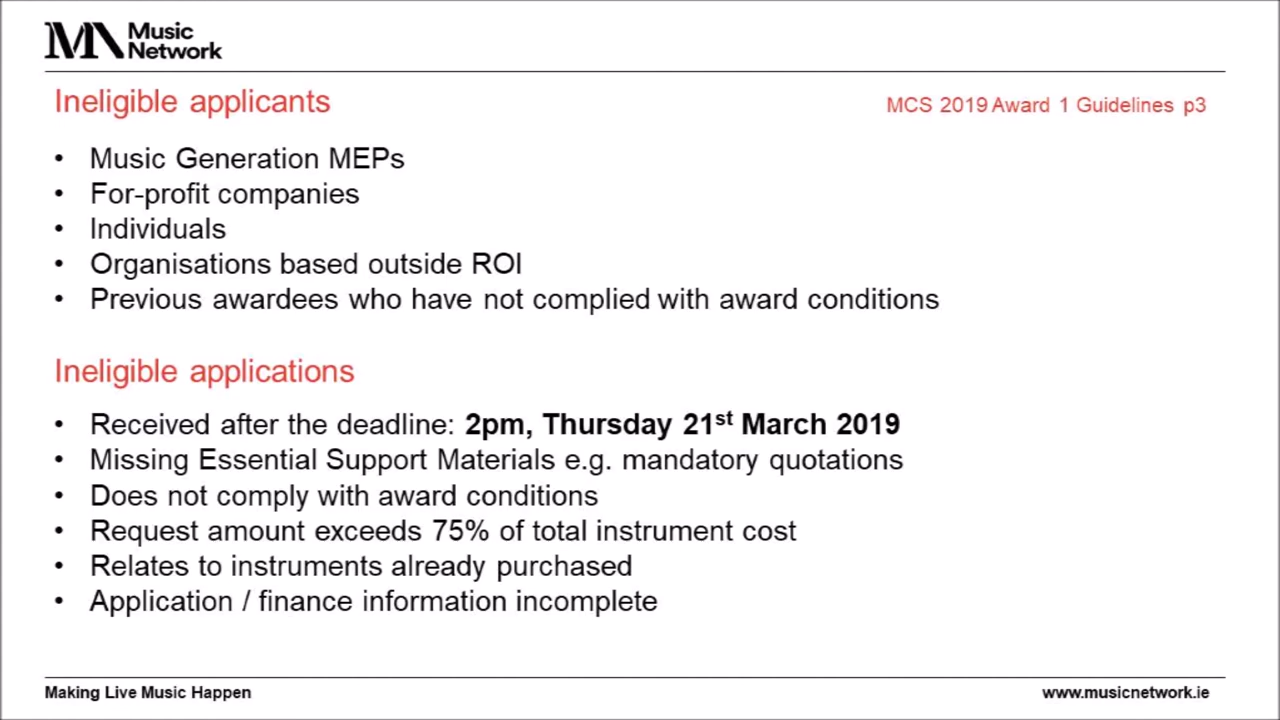 Music
Network
Ineligible applicants
MCS 2019 Award 1 Guidelines p3
• Music Generation MEPs
• For-profit companies
• Individuals
• Organisations based outside ROI
• Previous awardees who have not complied with award conditions
Ineligible applications
• Received after the deadline: 2pm, Thursday 21st March 2019
• Missing Essential Support Materials e.g. mandatory quotations
• Does not comply with award conditions
• Request amount exceeds 75% of total instrument cost
• Relates to instruments already purchased
• Application / finance information incomplete
Making Live Music Happen
www.musicnetwork.ie